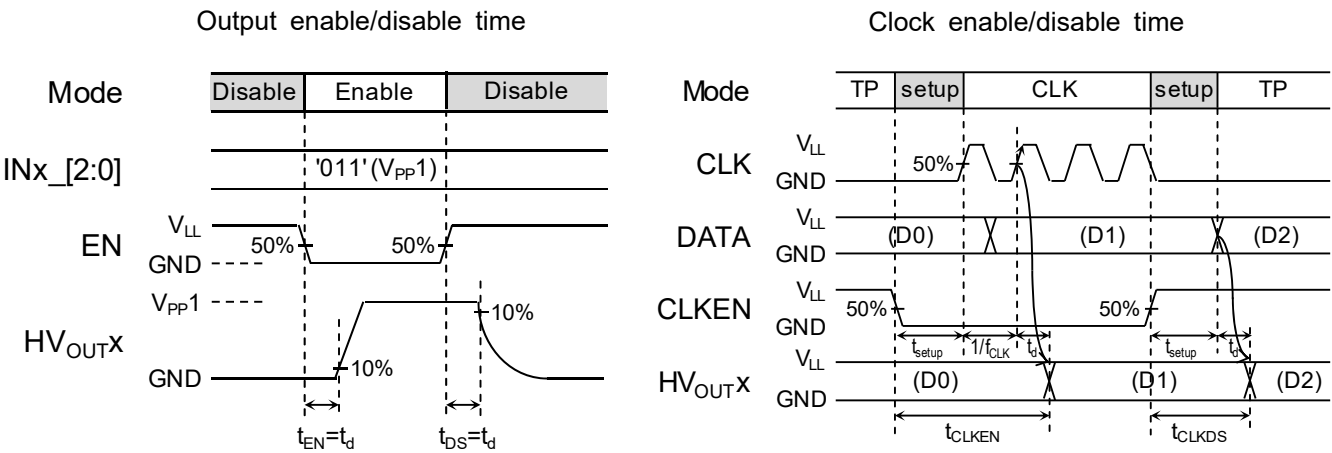 Output enable/disable time
Mode
Disable
Enable
Disable
INx_[2:0]
'011'(VPP1)
EN
VLL
GND
50%
50%
HVOUTX
VPP1
GND
10%
10%
tEN=td
tDS=td
Clock enable/disable time
Mode
TP
setup
CLK
setup
TP
CLK
VLL
GND
50%
DATA
VLL
GND
(D0)
(D1)
(D2)
CLKEN
VLL
GND
50%
50%
tsetup
1/fCLK
td
tsetup
td
HVOUTX
VLL
GND
(D0)
(D1)
(D2)
tCLKEN
tCLKDS